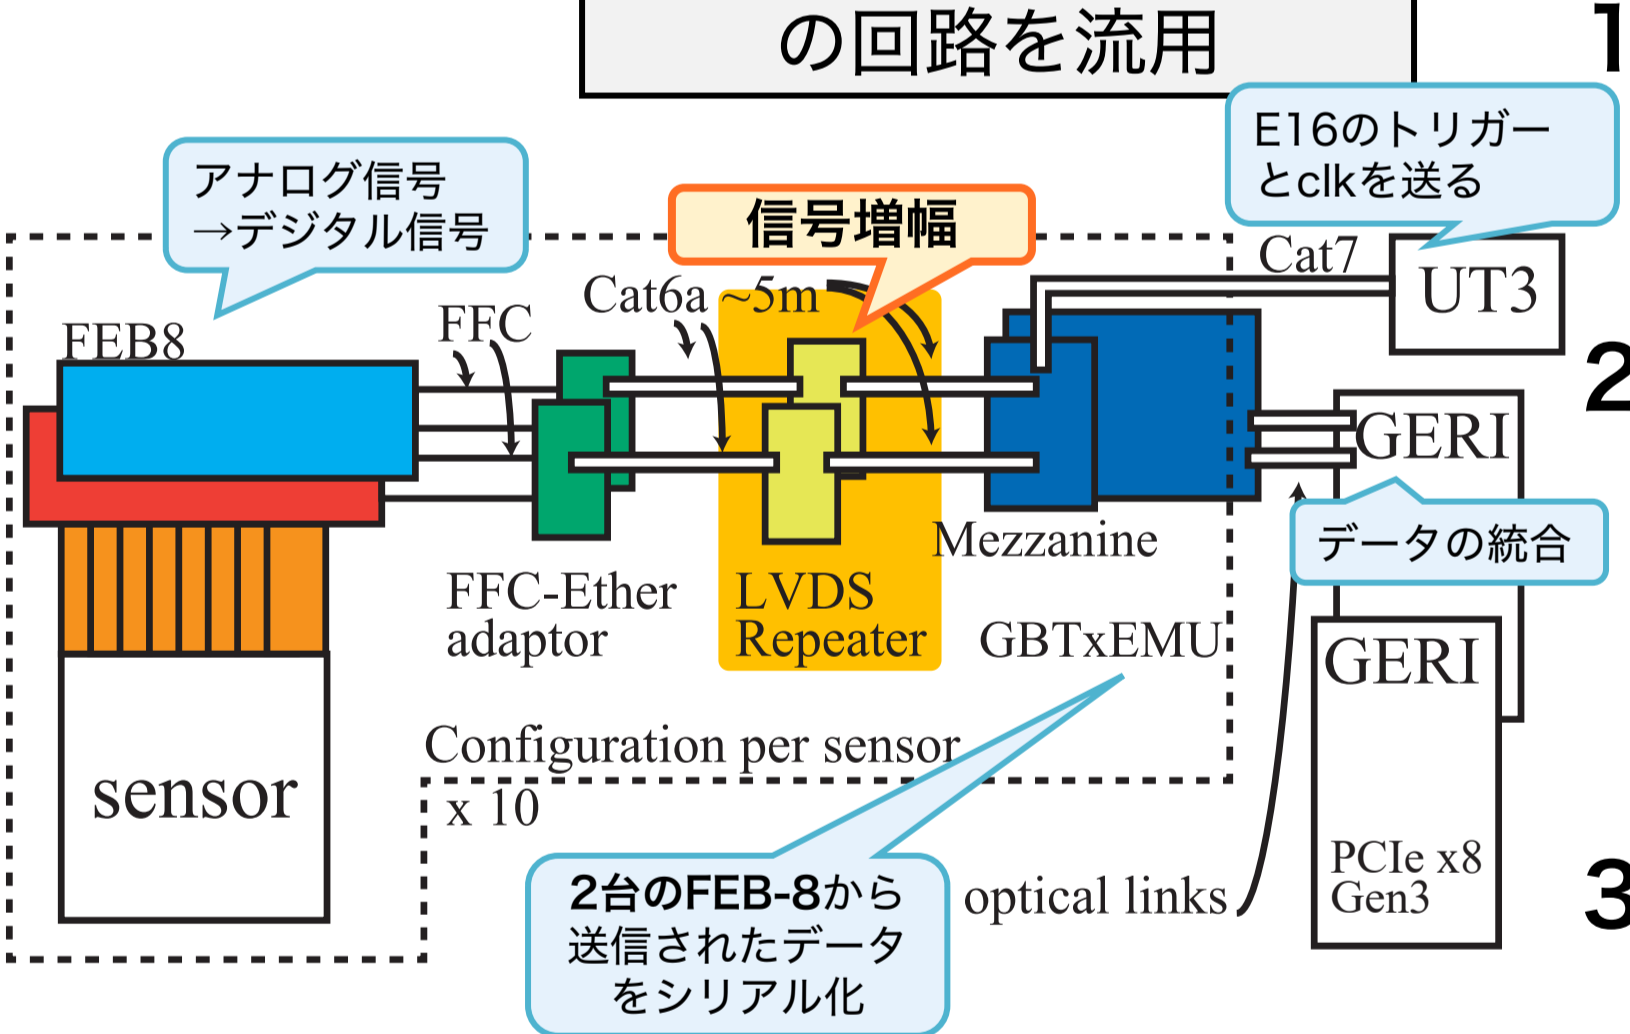 の回路を流用
1
E16のトリガー
とclkを送る
アナログ信号
→デジタル信号
信号増幅
Cat7
UT3
Cat6a ~5m
FFC
FEB8
2
GERI
Mezzanine
データの統合
FFC-Ether
adaptor
LVDS
Repeater
GBTxEMU
GERI
Configuration per sensor
x 10
sensor
PCIe x8
Gen3
optical links
3
2台のFEB-8から
送信されたデータ
をシリアル化